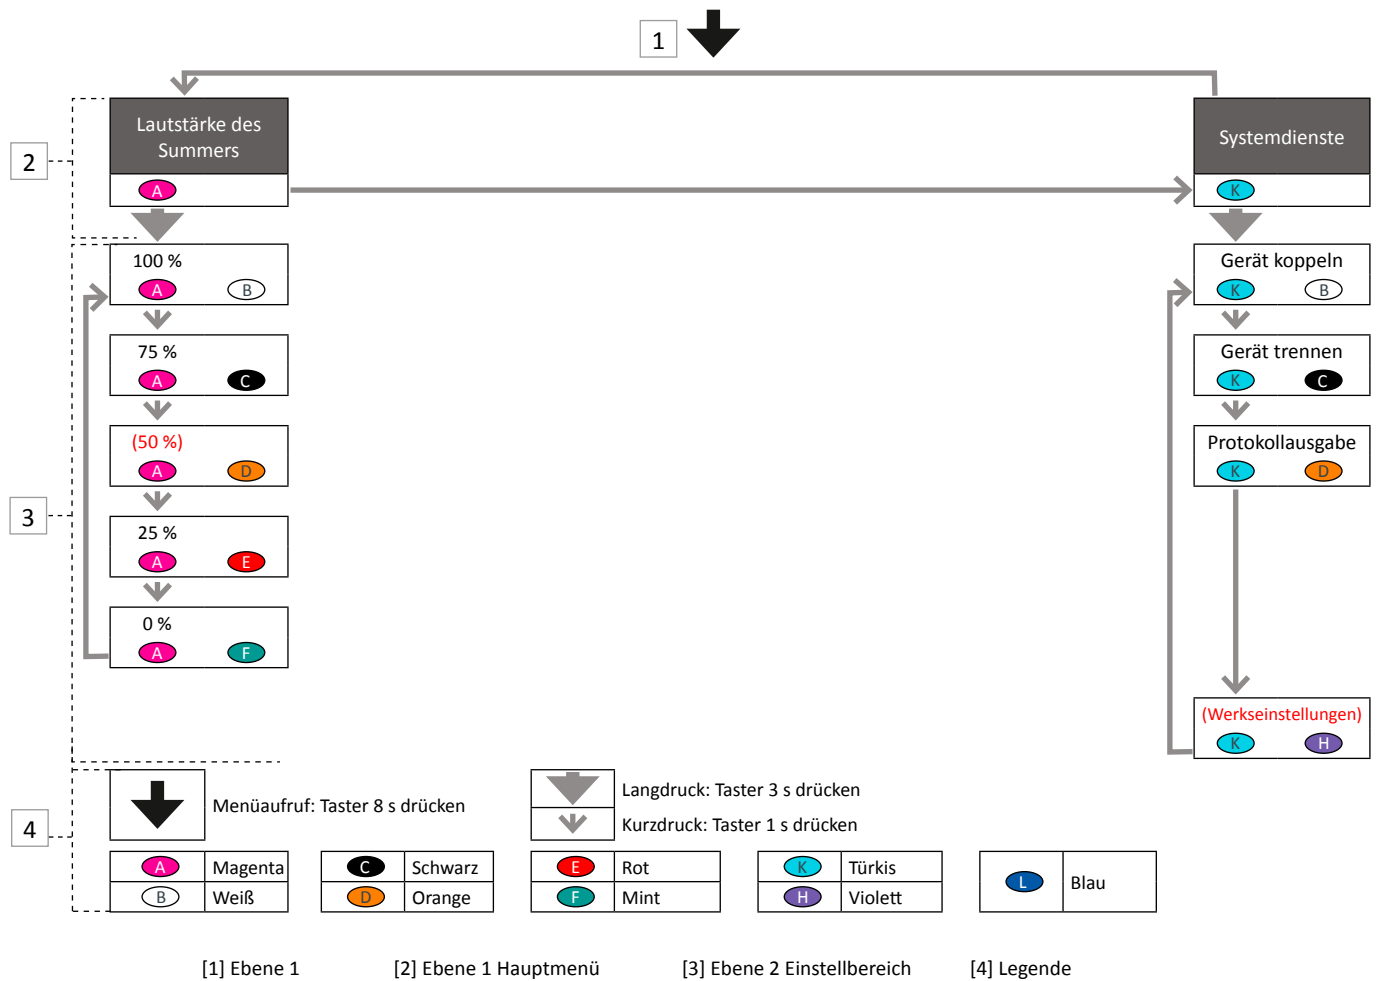 1
Lautstärke des
Summers
A
2
Systemdienste
K
3
100 %
A B
75 %
A C
(50 %)
A D
25 %
A E
0 %
A F
Gerät koppeln
K B
Gerät trennen
K C
Protokollausgabe
K D
(Werkseinstellungen)
K H
4
Menüaufruf: Taster 8 s drücken
Langdruck: Taster 3 s drücken
Kurzdruck: Taster 1 s drücken
A Magenta
B Weiß
C Schwarz
D Orange
E Rot
F Mint
K Türkis
H Violett
L Blau
[1] Ebene 1 [2] Ebene 1 Hauptmenü [3] Ebene 2 Einstellbereich [4] Legende